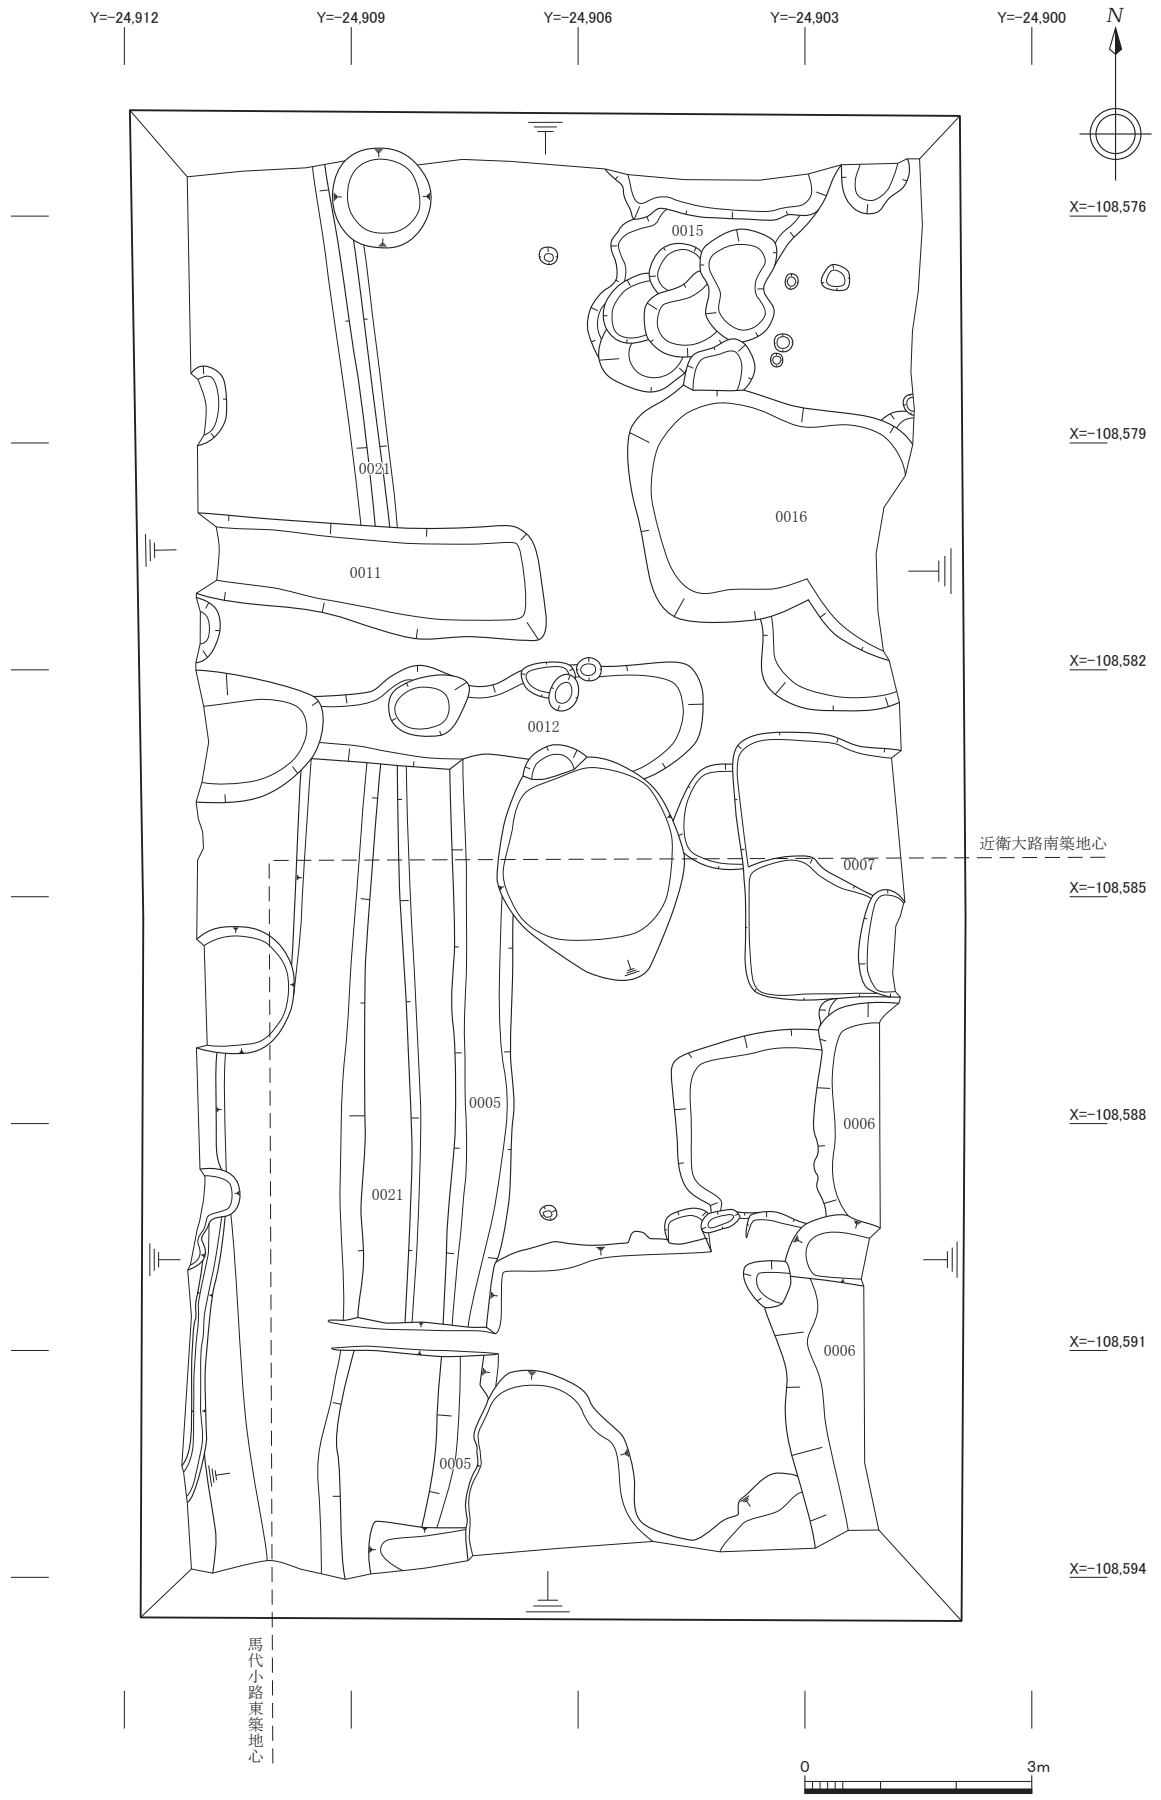 Y=-24,912
Y=-24,909
Y=-24,906
Y=-24,903
Y=-24,900
N
X=-108,576
0015
X=-108,579
0021
0016
0011
X=-108,582
0012
近衛大路南築地心
0007
X=-108,585
0005
0006
X=-108,588
0021
0006
X=-108,591
0005
X=-108,594
馬代小路東築地心
0
3m